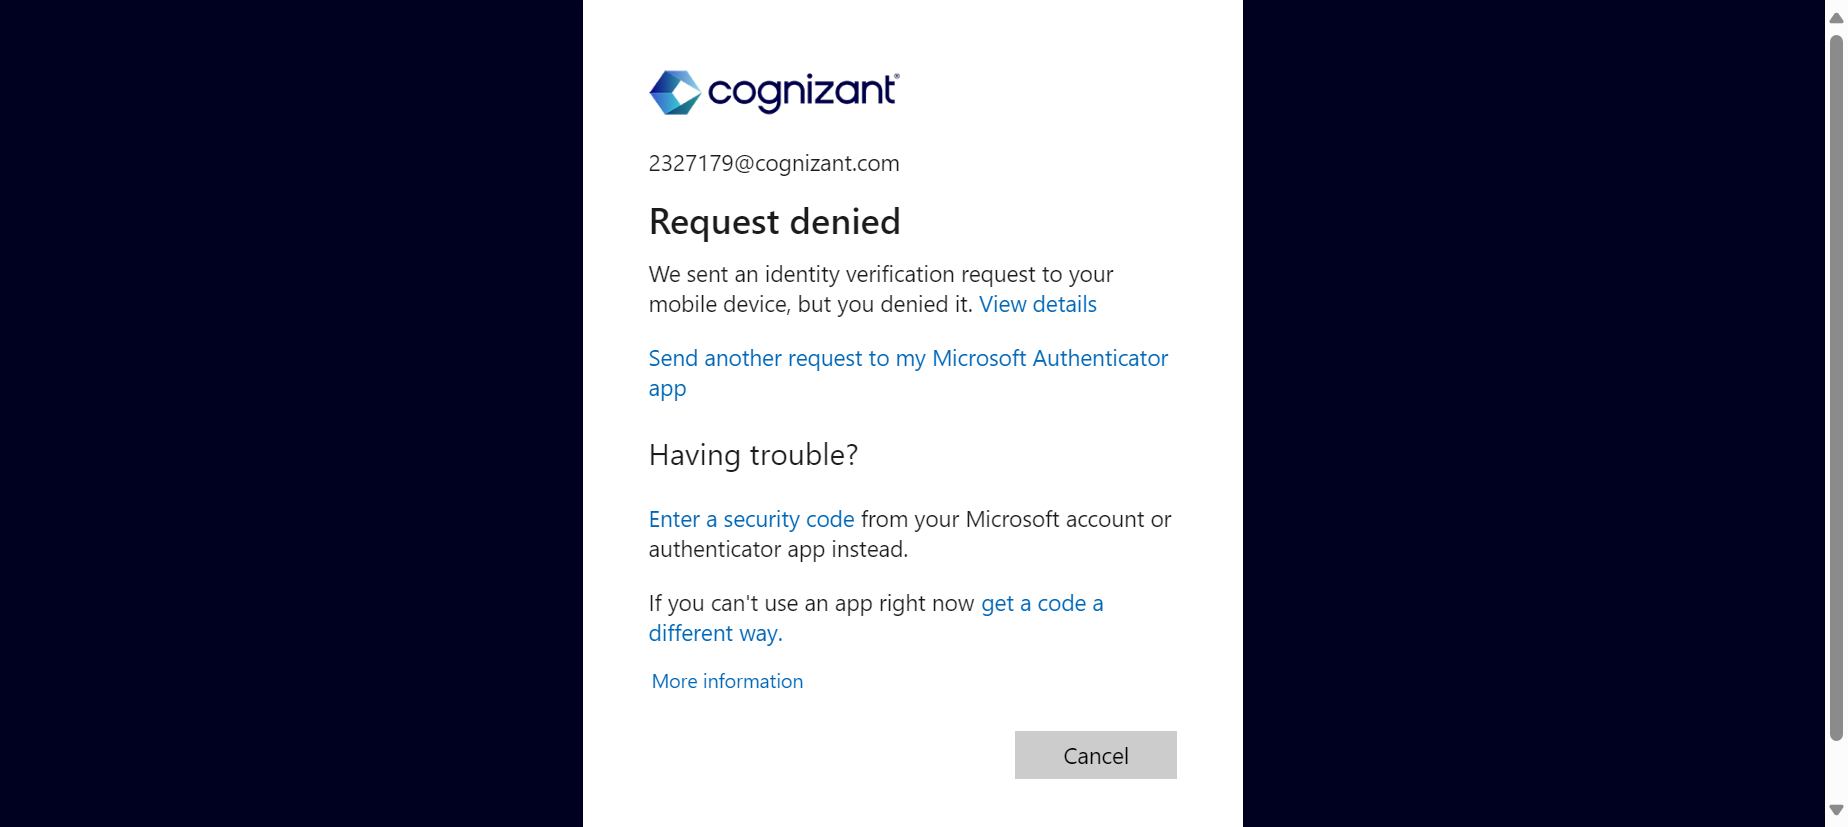 cognizant®
2327179@cognizant.com
Request denied
We sent an identity verification request to your
mobile device, but you denied it. View details
Send another request to my Microsoft Authenticator
app
Having trouble?
Enter a security code from your Microsoft account or
authenticator app instead.
If you can't use an app right now get a code a
different way.
More information
Cancel